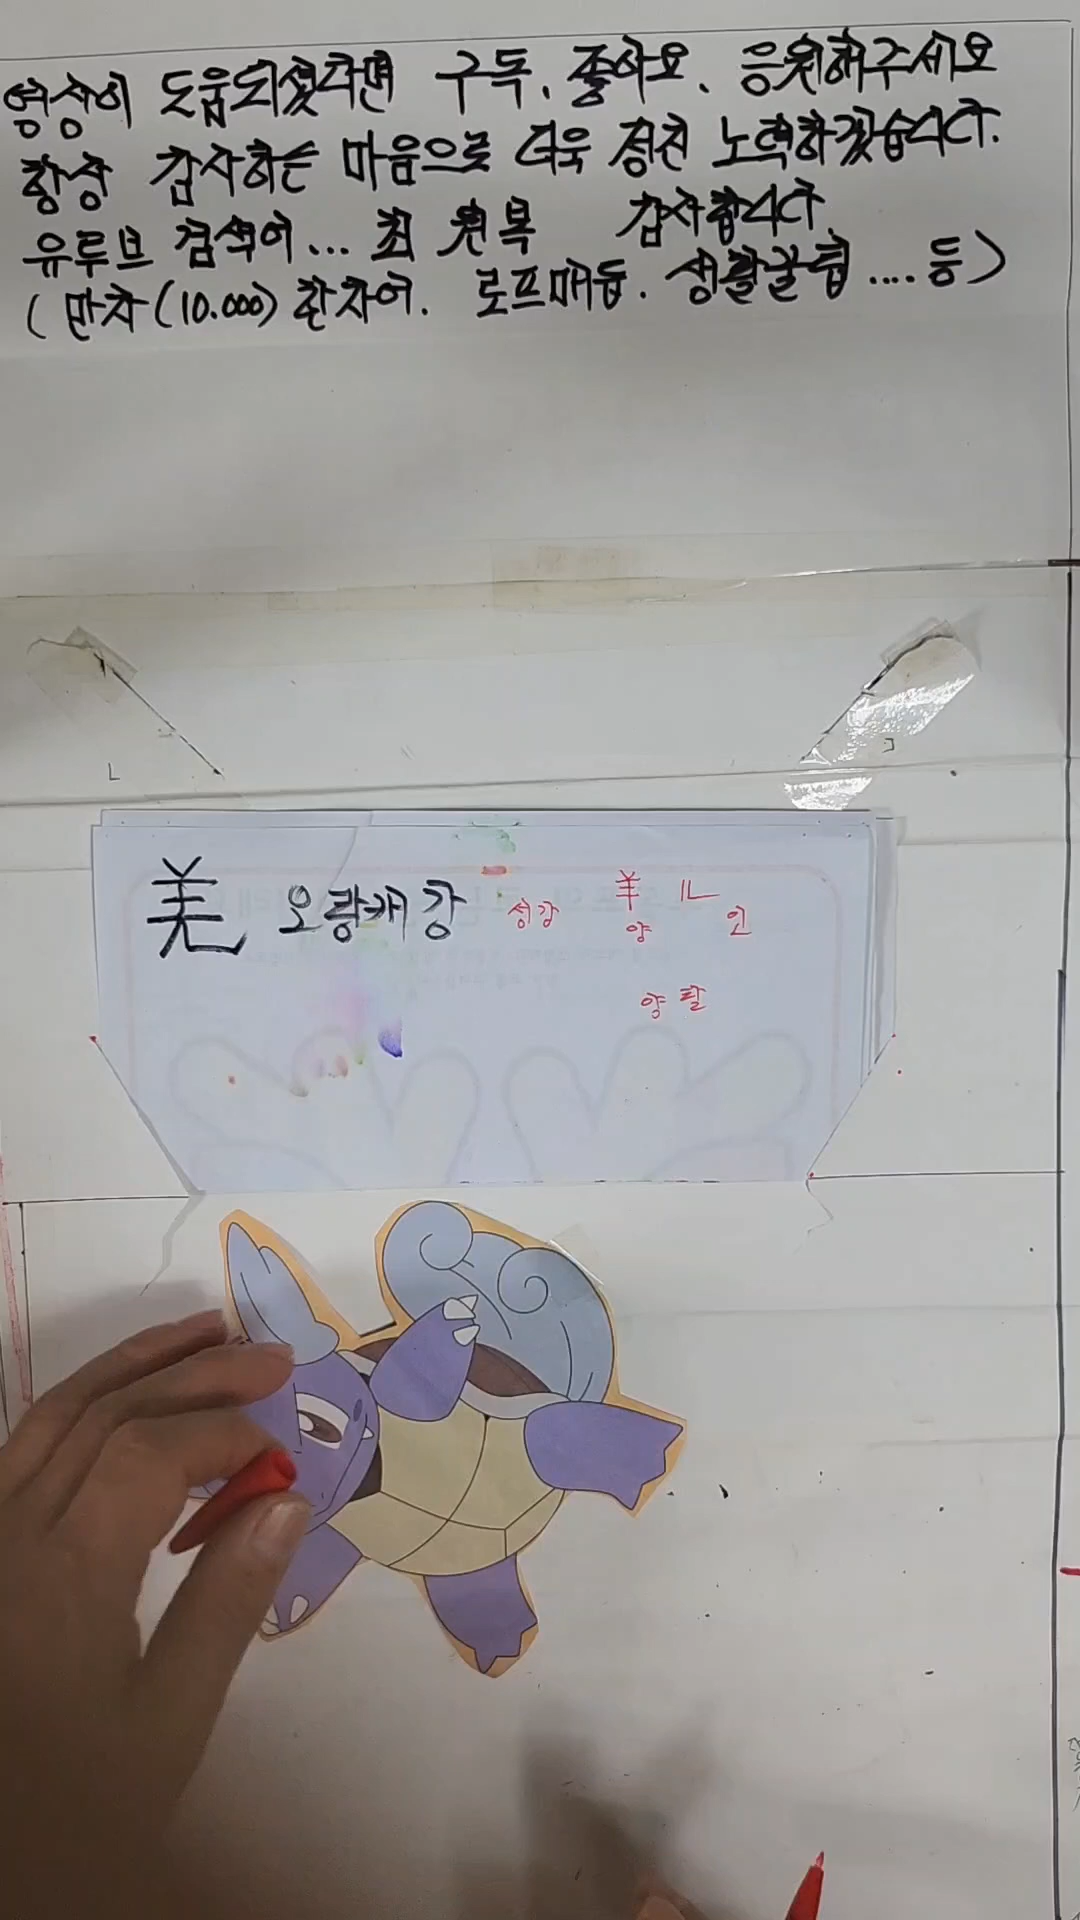 영상이 도움되셨다면 구독. 좋아요. 응원해주세요
항상 감사하는 마음으로 더욱 정진 노력하겠습니다.
유튜브 검색어... 최 원복 감사합니다
(만자(10.000) 한자어. 로프매듭. 생활꿀팁 .... 등)
羌 오랑캐 강 성강 羊 ㅣㄴ
양 인
양 팔